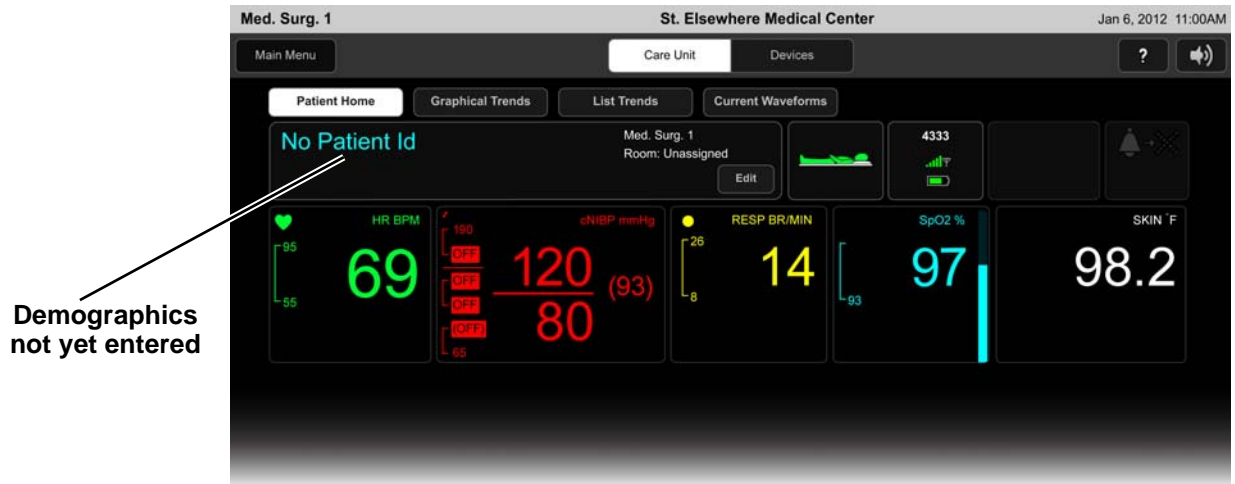 Med. Surg. 1 St. Elsewhere Medical Center Jan 6, 2012 11:00AM
Main Menu Care Unit Devices ?
Patient Home Graphical Trends List Trends Current Waveforms
No Patient Id
Med. Surg. 1
Room: Unassigned
Edit
4333
HR BPM
95
69
55
cNIBP mmHg
190
OFF
OFF
OFF
(OFF)
65
120
80
(93)
RESP BR/MIN
26
14
8
SpO2 %
97
93
SKIN °F
98.2
Demographics
not yet entered